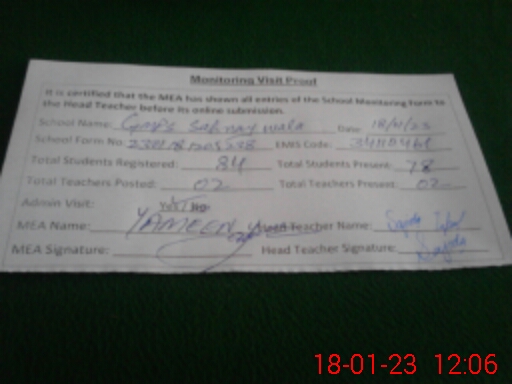 Monitoring Visit Proof
It is certified that the MEA has shown all entries of the School Monitoring Form to
the Head Teacher before its online submission.
School Name: Date 18/01/23
School Form No. EMIS Code:
Total Students Registered: 84 Total Students Present: 78
Total Teachers Posted: 02 Total Teachers Present: 02
Admin Visit: Yes / No
MEA Name: YAMEEN Head Teacher Name:
MEA Signature: Head Teacher Signature:
18-01-23 12:06